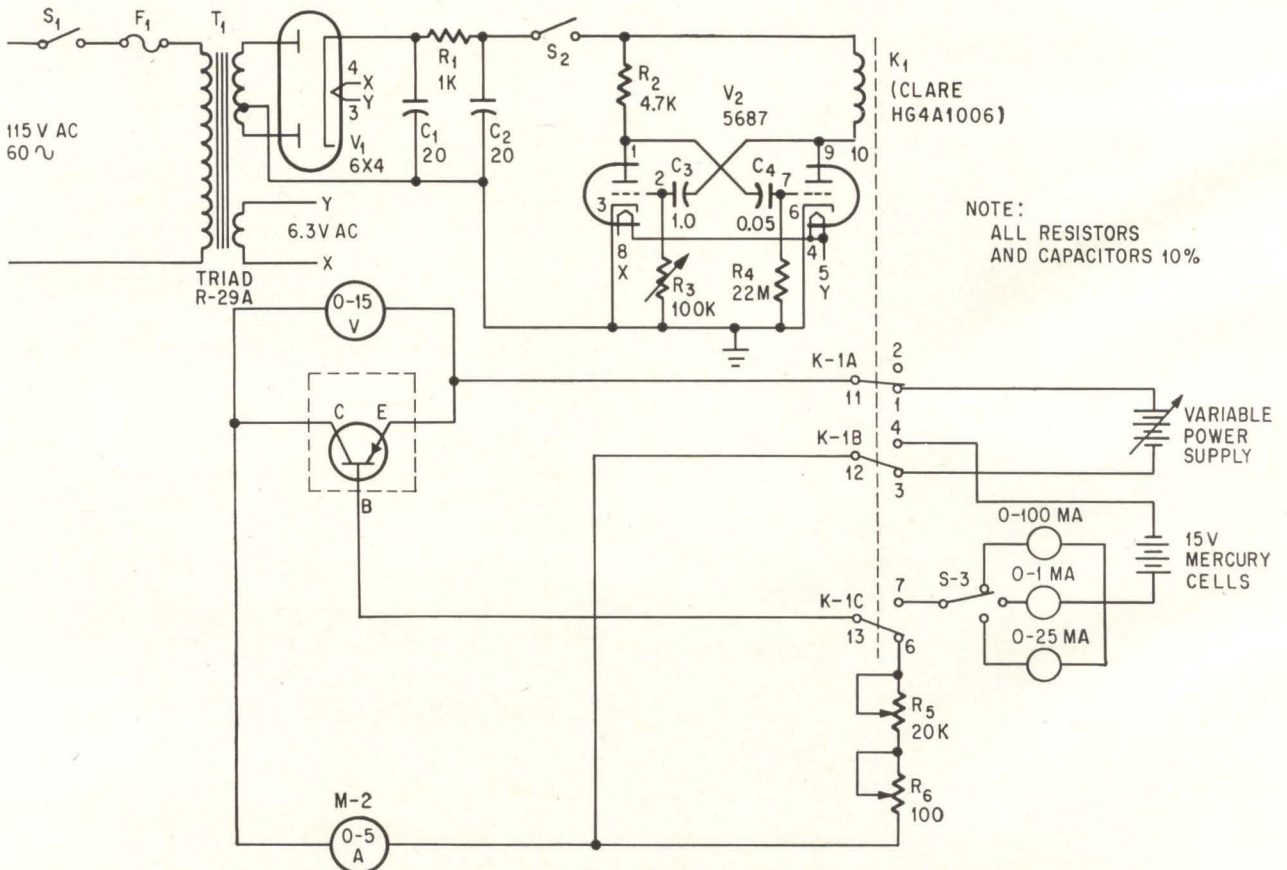 S1
F1
T1
115 V AC
60 ∿
4
X
Y
3
V1
6X4
R1
1K
C1
20
C2
20
S2
R2
4.7K
V2
5687
K1
(CLARE
HG4A1006)
1
9
10
2
C3
1.0
C4
0.05
7
3
6
8
X
4
5
Y
R3
100K
R4
22M
NOTE:
ALL RESISTORS
AND CAPACITORS 10%
Y
6.3V AC
X
TRIAD
R-29A
0-15
V
C
E
B
K-1A
11
2
1
K-1B
12
4
3
VARIABLE
POWER
SUPPLY
0-100 MA
0-1 MA
0-25 MA
15V
MERCURY
CELLS
S-3
7
K-1C
13
6
R5
20K
R6
100
M-2
0-5
A